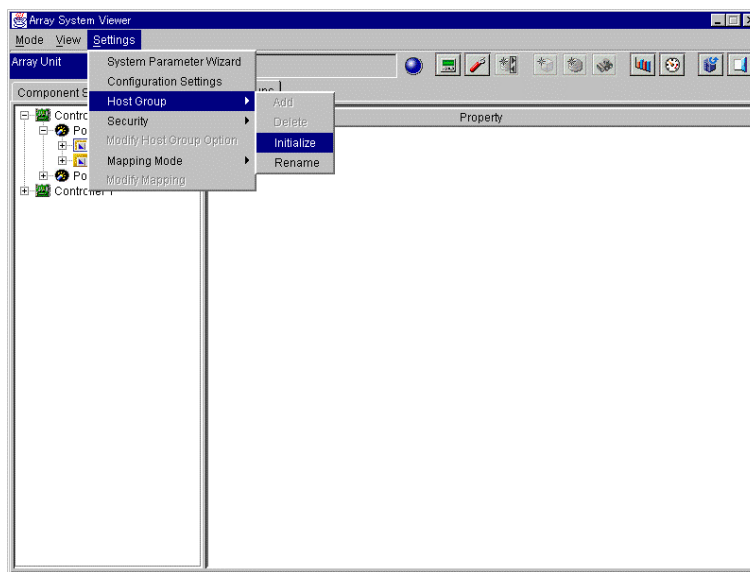 Array System Viewer
Mode View Settings
Array Unit
System Parameter Wizard
Configuration Settings
Host Group
Security
Modify Host Group Option
Mapping Mode
Modify Mapping
Add
Delete
Initialize
Rename
Component S
Property
Contro
Po
Po
Controller 1